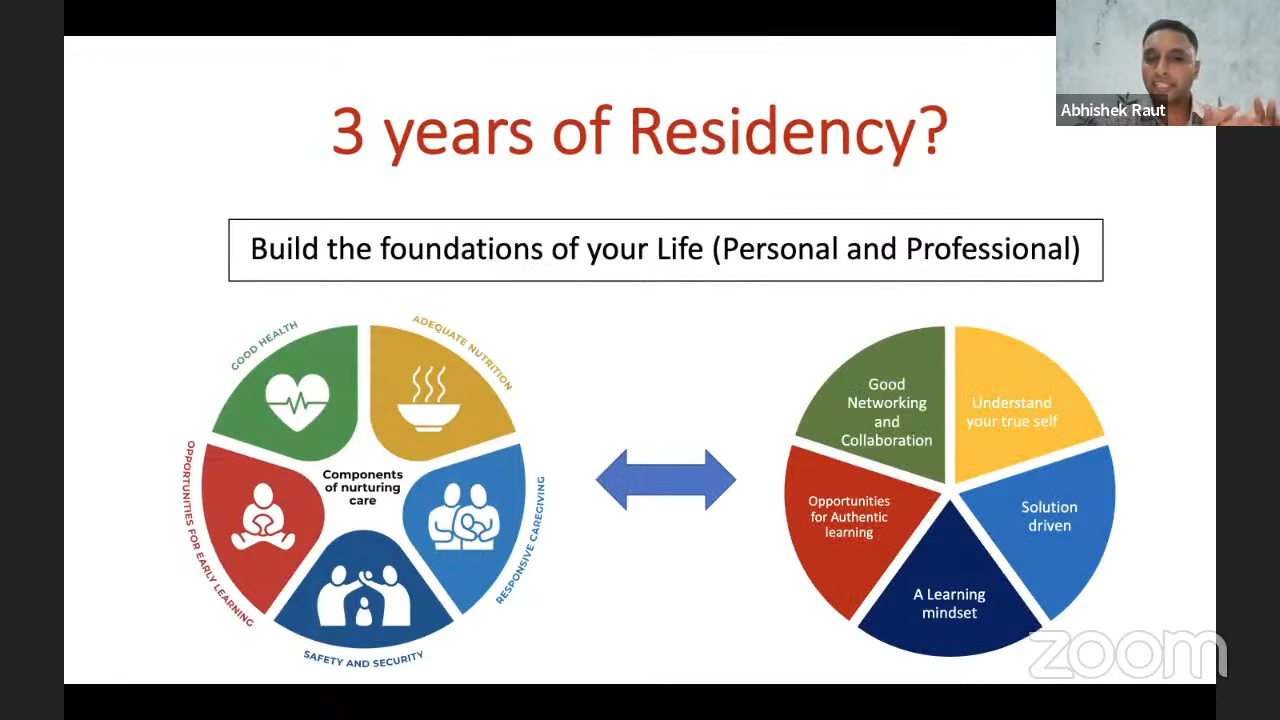 Abhishek Raut
3 years of Residency?
Build the foundations of your Life (Personal and Professional)
GOOD HEALTH
ADEQUATE NUTRITION
OPPORTUNITIES FOR EARLY LEARNING
Components
of nurturing
care
RESPONSIVE CAREGIVING
SAFETY AND SECURITY
Good
Networking
and
Collaboration
Understand
your true self
Opportunities
for Authentic
learning
Solution
driven
A Learning
mindset
zoom